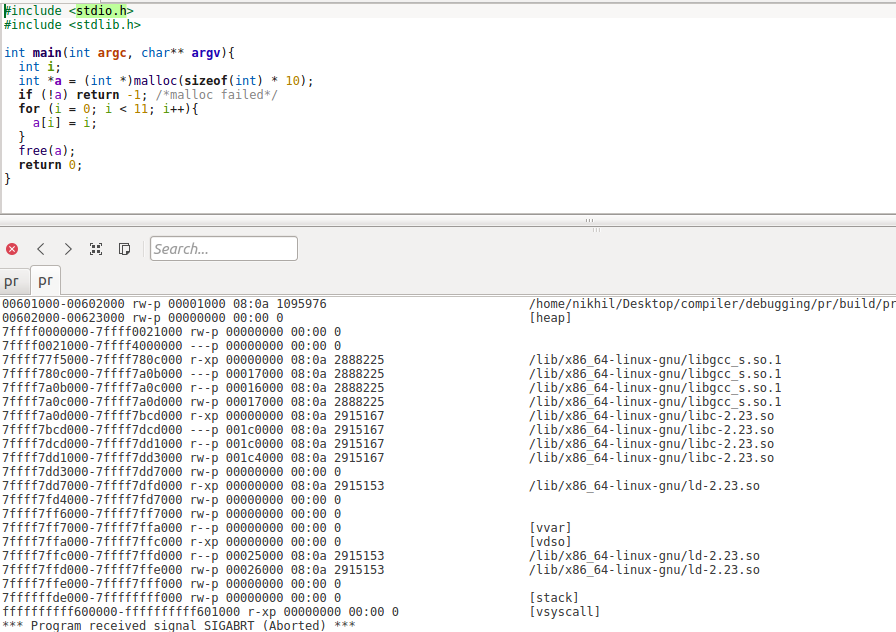 #include <stdio.h>
#include <stdlib.h>
int main(int argc, char** argv){
int i;
int *a = (int *)malloc(sizeof(int) * 10);
if (!a) return -1; /*malloc failed*/
for (i = 0; i < 11; i++){
a[i] = i;
}
free(a);
return 0;
}
Search...
pr pr
00601000-00602000 rw-p 00001000 08:0a 1095976 /home/nikhil/Desktop/compiler/debugging/pr/build/pr
00602000-00623000 rw-p 00000000 00:00 0 [heap]
7ffff0000000-7ffff0021000 rw-p 00000000 00:00 0
7ffff0021000-7ffff4000000 ---p 00000000 00:00 0
7ffff77f5000-7ffff780c000 r-xp 00000000 08:0a 2888225 /lib/x86_64-linux-gnu/libgcc_s.so.1
7ffff780c000-7ffff7a0b000 ---p 00017000 08:0a 2888225 /lib/x86_64-linux-gnu/libgcc_s.so.1
7ffff7a0b000-7ffff7a0c000 r--p 00016000 08:0a 2888225 /lib/x86_64-linux-gnu/libgcc_s.so.1
7ffff7a0c000-7ffff7a0d000 rw-p 00017000 08:0a 2888225 /lib/x86_64-linux-gnu/libgcc_s.so.1
7ffff7a0d000-7ffff7bcd000 r-xp 00000000 08:0a 2915167 /lib/x86_64-linux-gnu/libc-2.23.so
7ffff7bcd000-7ffff7dcd000 ---p 001c0000 08:0a 2915167 /lib/x86_64-linux-gnu/libc-2.23.so
7ffff7dcd000-7ffff7dd1000 r--p 001c0000 08:0a 2915167 /lib/x86_64-linux-gnu/libc-2.23.so
7ffff7dd1000-7ffff7dd3000 rw-p 001c4000 08:0a 2915167 /lib/x86_64-linux-gnu/libc-2.23.so
7ffff7dd3000-7ffff7dd7000 rw-p 00000000 00:00 0
7ffff7dd7000-7ffff7dfd000 r-xp 00000000 08:0a 2915153 /lib/x86_64-linux-gnu/ld-2.23.so
7ffff7fd4000-7ffff7fd7000 rw-p 00000000 00:00 0
7ffff7ff6000-7ffff7ff7000 rw-p 00000000 00:00 0
7ffff7ff7000-7ffff7ffa000 r--p 00000000 00:00 0 [vvar]
7ffff7ffa000-7ffff7ffc000 r-xp 00000000 00:00 0 [vdso]
7ffff7ffc000-7ffff7ffd000 r--p 00025000 08:0a 2915153 /lib/x86_64-linux-gnu/ld-2.23.so
7ffff7ffd000-7ffff7ffe000 rw-p 00026000 08:0a 2915153 /lib/x86_64-linux-gnu/ld-2.23.so
7ffff7ffe000-7ffff7fff000 rw-p 00000000 00:00 0
7ffffffde000-7ffffffff000 rw-p 00000000 00:00 0 [stack]
ffffffffff600000-ffffffffff601000 r-xp 00000000 00:00 0 [vsyscall]
*** Program received signal SIGABRT (Aborted) ***